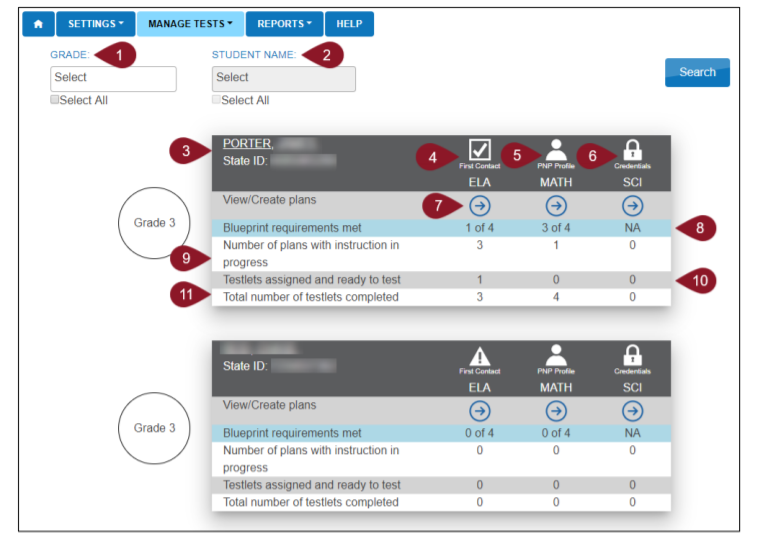 SETTINGS MANAGE TESTS REPORTS HELP
GRADE: 1 STUDENT NAME: 2
Select Select
Search
Select All Select All
3 PORTER,
State ID:
4 First Contact 5 PNP Profile 6 Credentials
ELA MATH SCI
View/Create plans 7
Grade 3
Blueprint requirements met 1 of 4 3 of 4 NA 8
Number of plans with instruction in 3 1 0
9 progress
Testlets assigned and ready to test 1 0 0 10
11 Total number of testlets completed 3 4 0
State ID:
First Contact PNP Profile Credentials
ELA MATH SCI
View/Create plans
Grade 3
Blueprint requirements met 0 of 4 0 of 4 NA
Number of plans with instruction in 0 0 0
progress
Testlets assigned and ready to test 0 0 0
Total number of testlets completed 0 0 0